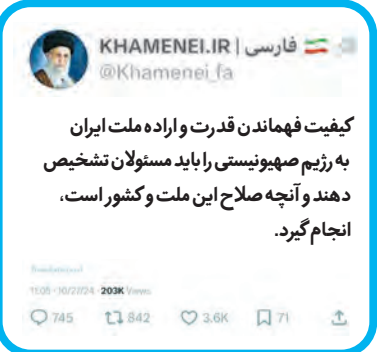 KHAMENEI.IR | فارسی 🇮🇷
@Khamenei_fa
کیفیت فهماندن قدرت و اراده ملت ایران
به رژیم صهیونیستی را باید مسئولان تشخیص
دهند و آنچه صلاح این ملت و کشور است،
انجام گیرد.
11:05 · 10/27/24 · 203K Views
745 842 3.6K 71